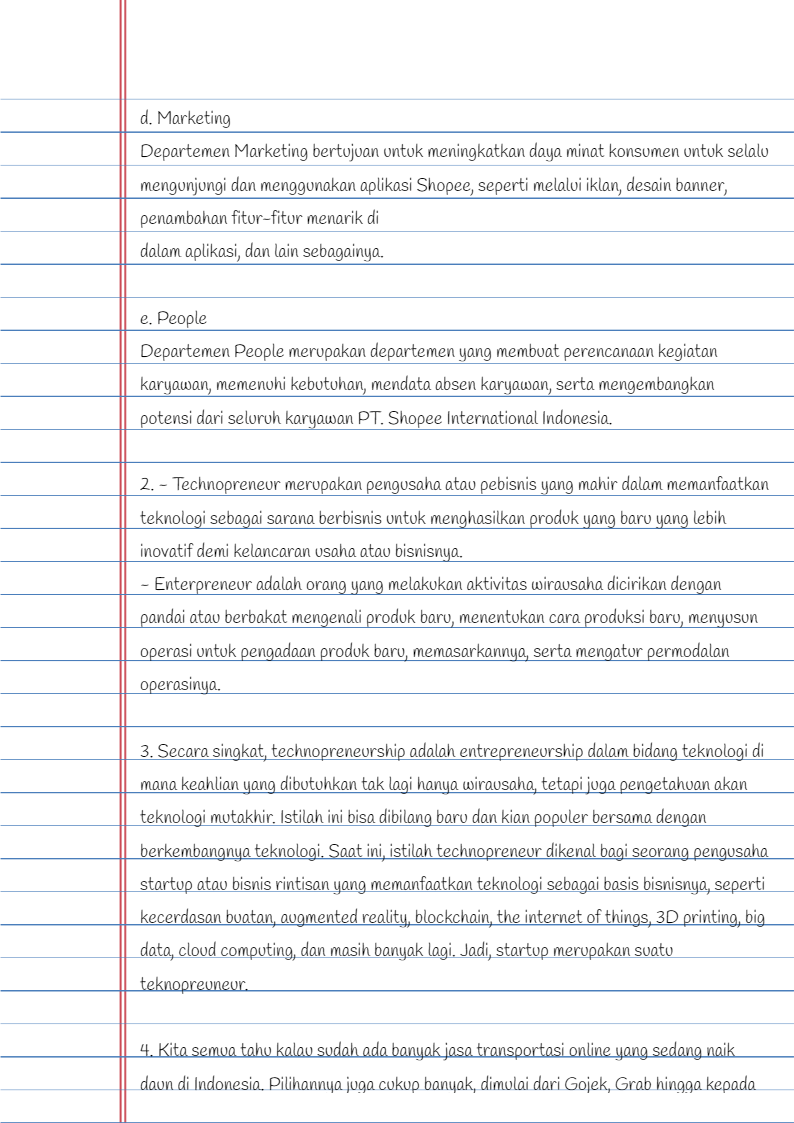 d. Marketing
Departemen Marketing bertujuan untuk meningkatkan daya minat konsumen untuk selalu
mengunjungi dan menggunakan aplikasi Shopee, seperti melalui iklan, desain banner,
penambahan fitur-fitur menarik di
dalam aplikasi, dan lain sebagainya.
e. People
Departemen People merupakan departemen yang membuat perencanaan kegiatan
karyawan, memenuhi kebutuhan, mendata absen karyawan, serta mengembangkan
potensi dari seluruh karyawan PT. Shopee International Indonesia.
2. - Technopreneur merupakan pengusaha atau pebisnis yang mahir dalam memanfaatkan
teknologi sebagai sarana berbisnis untuk menghasilkan produk yang baru yang lebih
inovatif demi kelancaran usaha atau bisnisnya.
- Enterpreneur adalah orang yang melakukan aktivitas wirausaha dicirikan dengan
pandai atau berbakat mengenali produk baru, menentukan cara produksi baru, menyusun
operasi untuk pengadaan produk baru, memasarkannya, serta mengatur permodalan
operasinya.
3. Secara singkat, technopreneurship adalah entrepreneurship dalam bidang teknologi di
mana keahlian yang dibutuhkan tak lagi hanya wirausaha, tetapi juga pengetahuan akan
teknologi mutakhir. Istilah ini bisa dibilang baru dan kian populer bersama dengan
berkembangnya teknologi. Saat ini, istilah technopreneur dikenal bagi seorang pengusaha
startup atau bisnis rintisan yang memanfaatkan teknologi sebagai basis bisnisnya, seperti
kecerdasan buatan, augmented reality, blockchain, the internet of things, 3D printing, big
data, cloud computing, dan masih banyak lagi. Jadi, startup merupakan suatu
teknopreuneur.
4. Kita semua tahu kalau sudah ada banyak jasa transportasi online yang sedang naik
daun di Indonesia. Pilihannya juga cukup banyak, dimulai dari Gojek, Grab hingga kepada